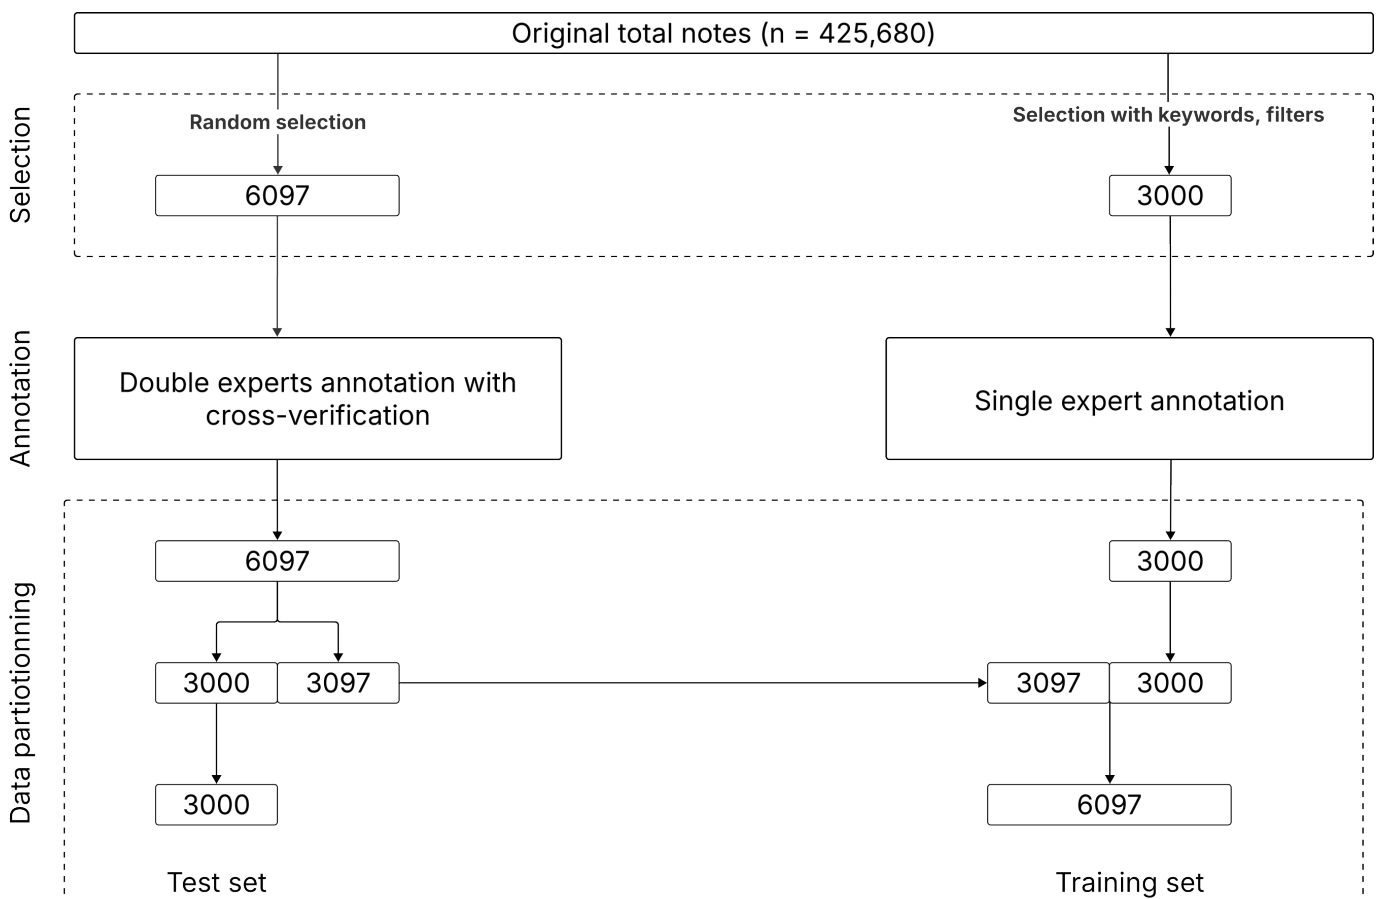 Original total notes (n = 425,680)
Selection
Random selection
Selection with keywords, filters
6097
3000
Annotation
Double experts annotation with
cross-verification
Single expert annotation
Data partiotionning
6097
3000
3000
3097
3097
3000
3000
6097
Test set
Training set